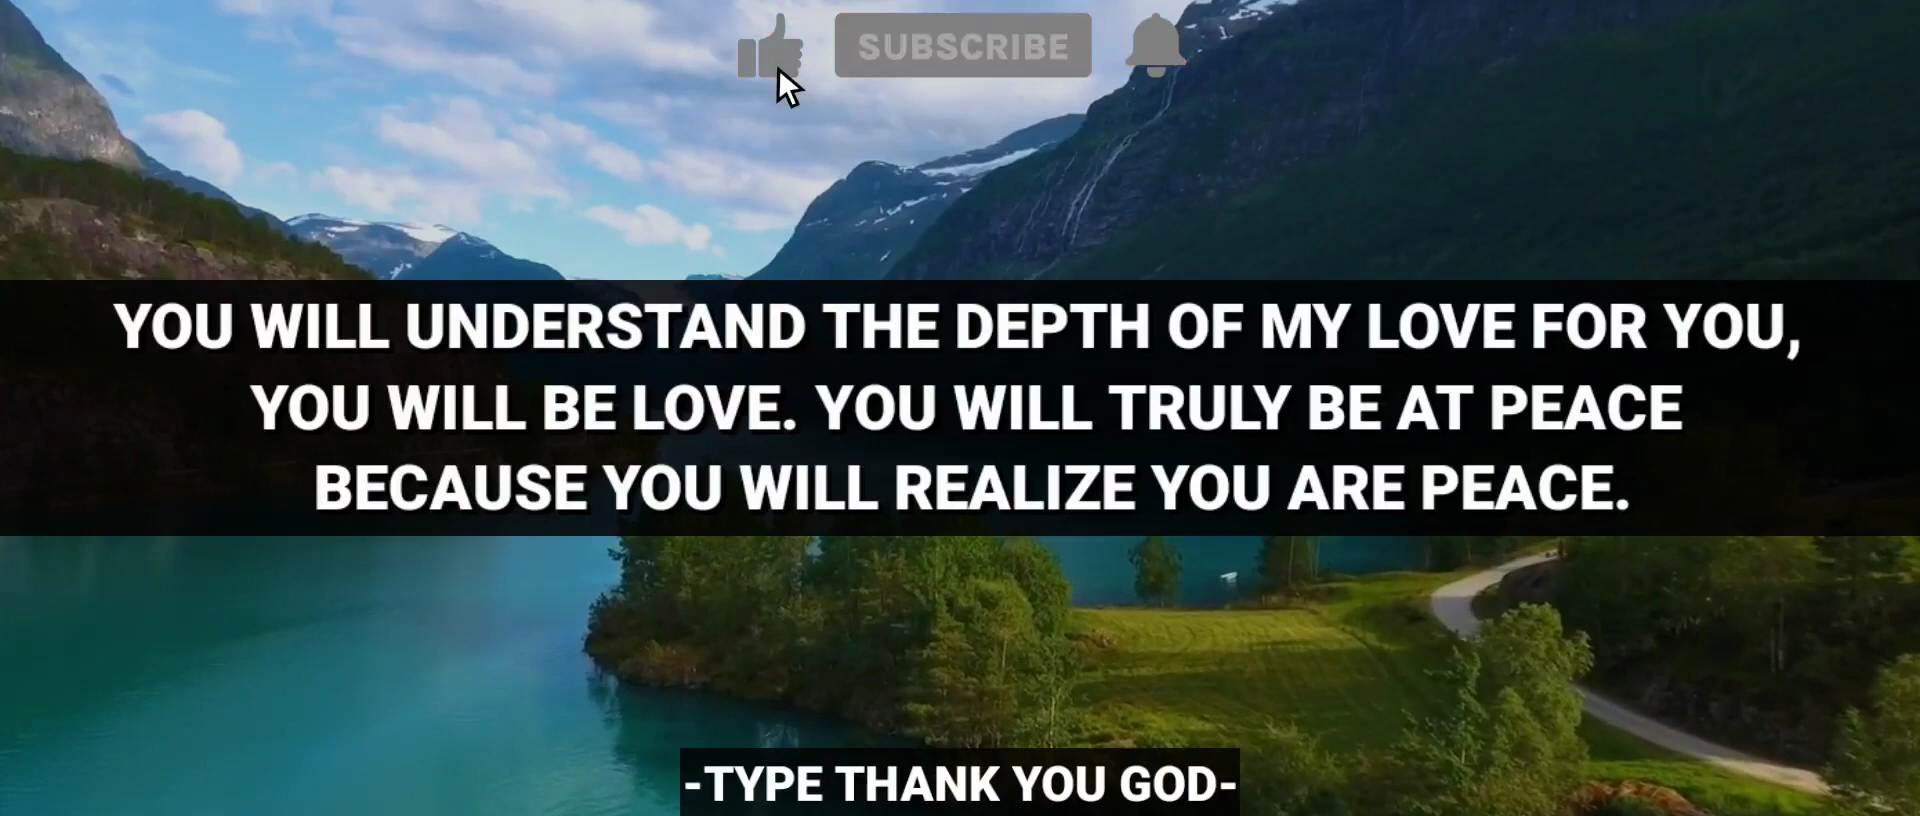 SUBSCRIBE
YOU WILL UNDERSTAND THE DEPTH OF MY LOVE FOR YOU,
YOU WILL BE LOVE. YOU WILL TRULY BE AT PEACE
BECAUSE YOU WILL REALIZE YOU ARE PEACE.
-TYPE THANK YOU GOD-